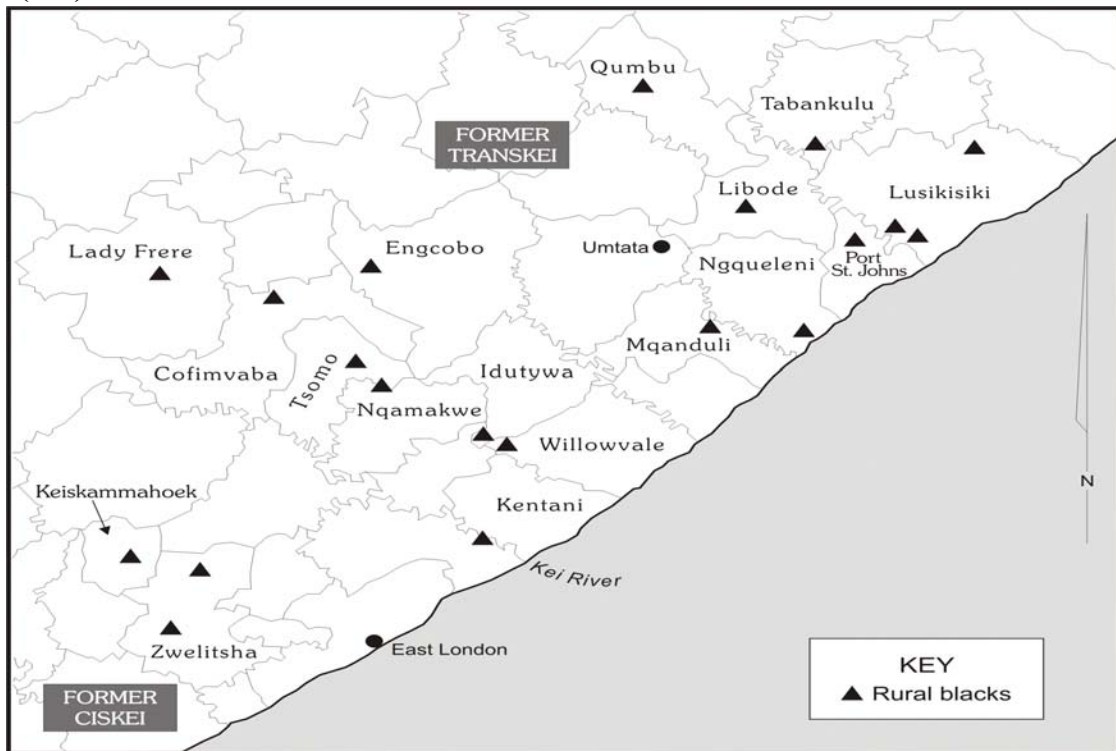 Qumbu
Tabankulu
FORMER
TRANSKEI
Libode
Lusikisiki
Lady Frere
Engcobo
Umtata
Ngqueleni
Port
St. Johns
Mqanduli
Cofimvaba
Tsomo
Idutywa
Nqamakwe
Willowvale
Keiskammahoek
Kentani
N
Kei River
Zwelitsha
East London
KEY
Rural blacks
FORMER
CISKEI